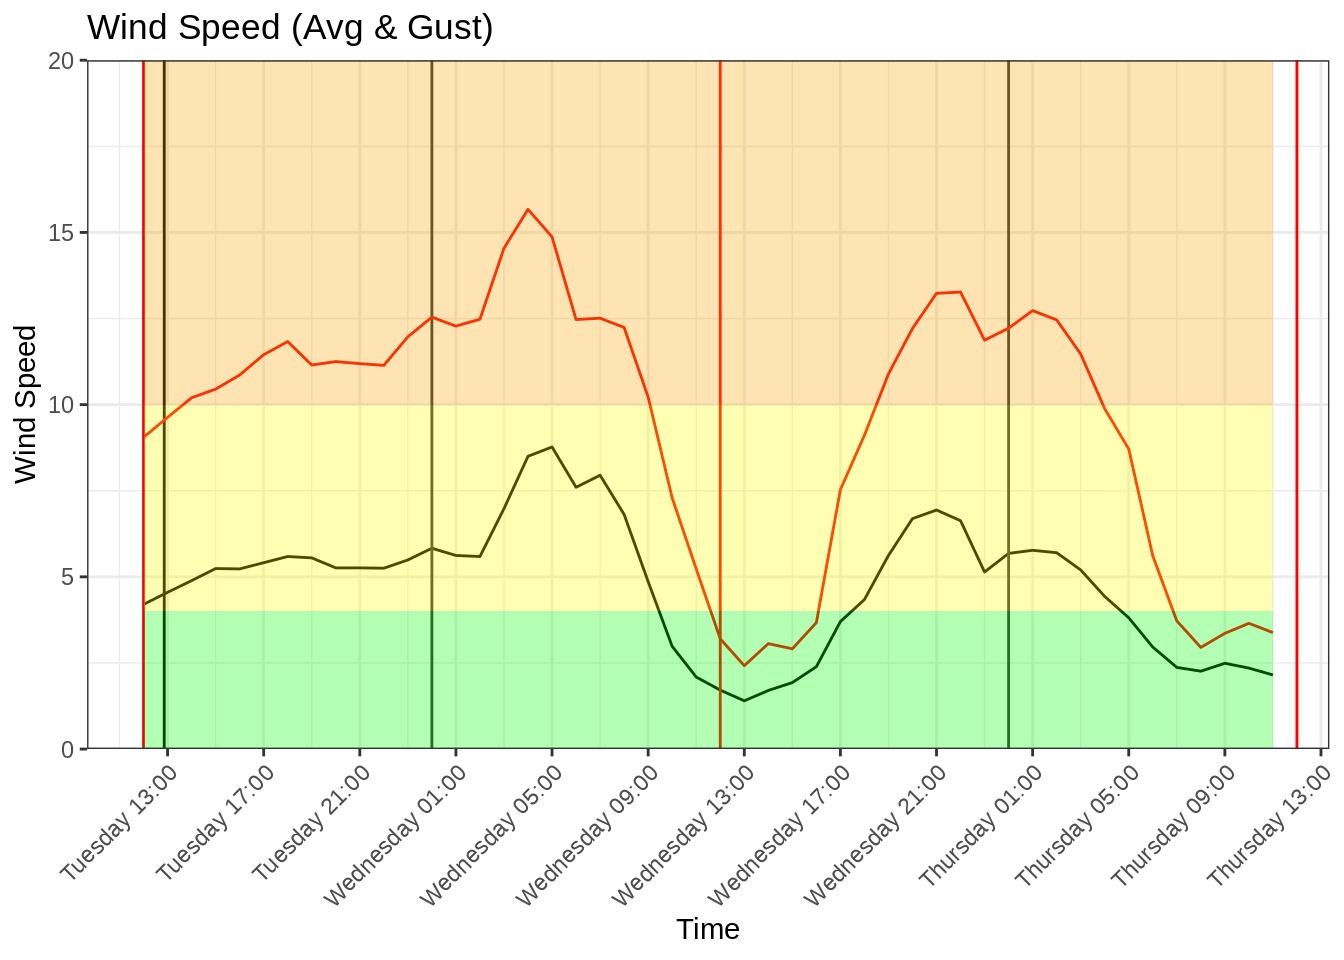 Wind Speed (Avg & Gust)
20
15
10
5
0
Wind Speed
Tuesday 13:00
Tuesday 17:00
Tuesday 21:00
Wednesday 01:00
Wednesday 05:00
Wednesday 09:00
Wednesday 13:00
Wednesday 17:00
Wednesday 21:00
Thursday 01:00
Thursday 05:00
Thursday 09:00
Thursday 13:00
Time